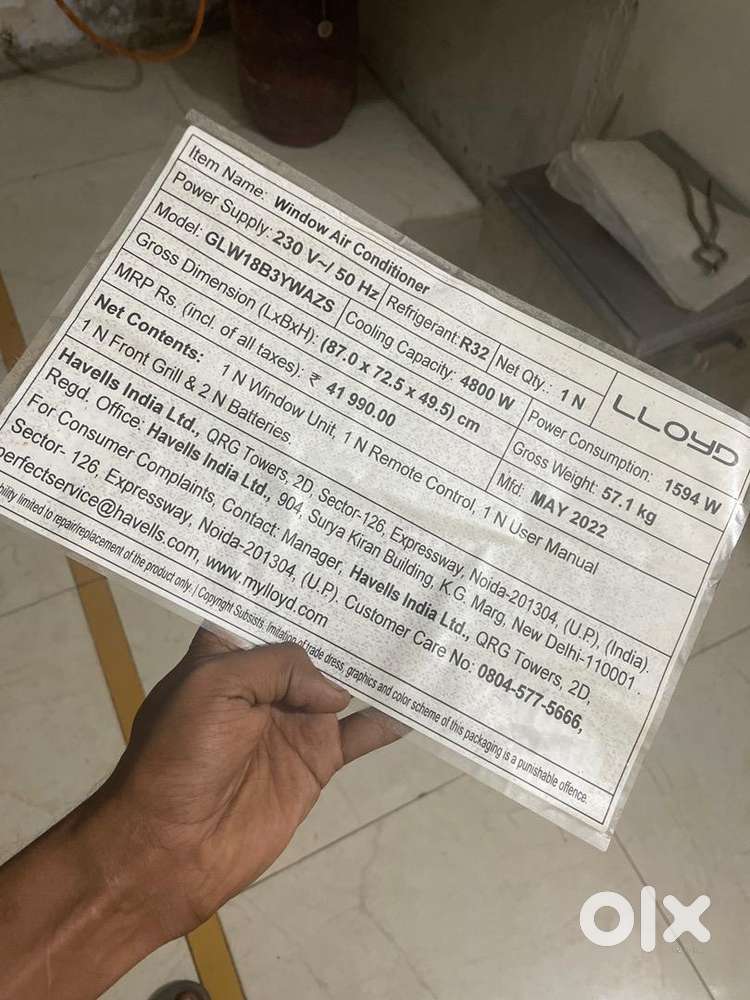 Item Name: Window Air Conditioner
Power Supply: 230 V~/ 50 Hz Refrigerant: R32 Net Qty.: 1 N LLOYD
Model: GLW18B3YWAZS Cooling Capacity: 4800 W Power Consumption: 1594 W
Gross Dimension (LxBxH): (87.0 x 72.5 x 49.5) cm Gross Weight: 57.1 kg
MRP Rs. (incl. of all taxes): ₹ 41 990.00 Mfd: MAY 2022
Net Contents: 1 N Window Unit, 1 N Remote Control, 1 N User Manual
1 N Front Grill & 2 N Batteries.
Havells India Ltd., QRG Towers, 2D, Sector-126, Expressway, Noida-201304, (U.P.), (India).
Regd. Office: Havells India Ltd., 904, Surya Kiran Building, K.G. Marg, New Delhi-110001.
For Consumer Complaints, Contact: Manager, Havells India Ltd., QRG Towers, 2D,
Sector- 126, Expressway, Noida-201304, (U.P.). Customer Care No: 0804-577-5666,
perfectservice@havells.com, www.mylloyd.com
limited to repair/replacement of the product only. | Copyright Subsists. Imitation of trade dress, graphics and color scheme of this packaging is a punishable offence.
olx